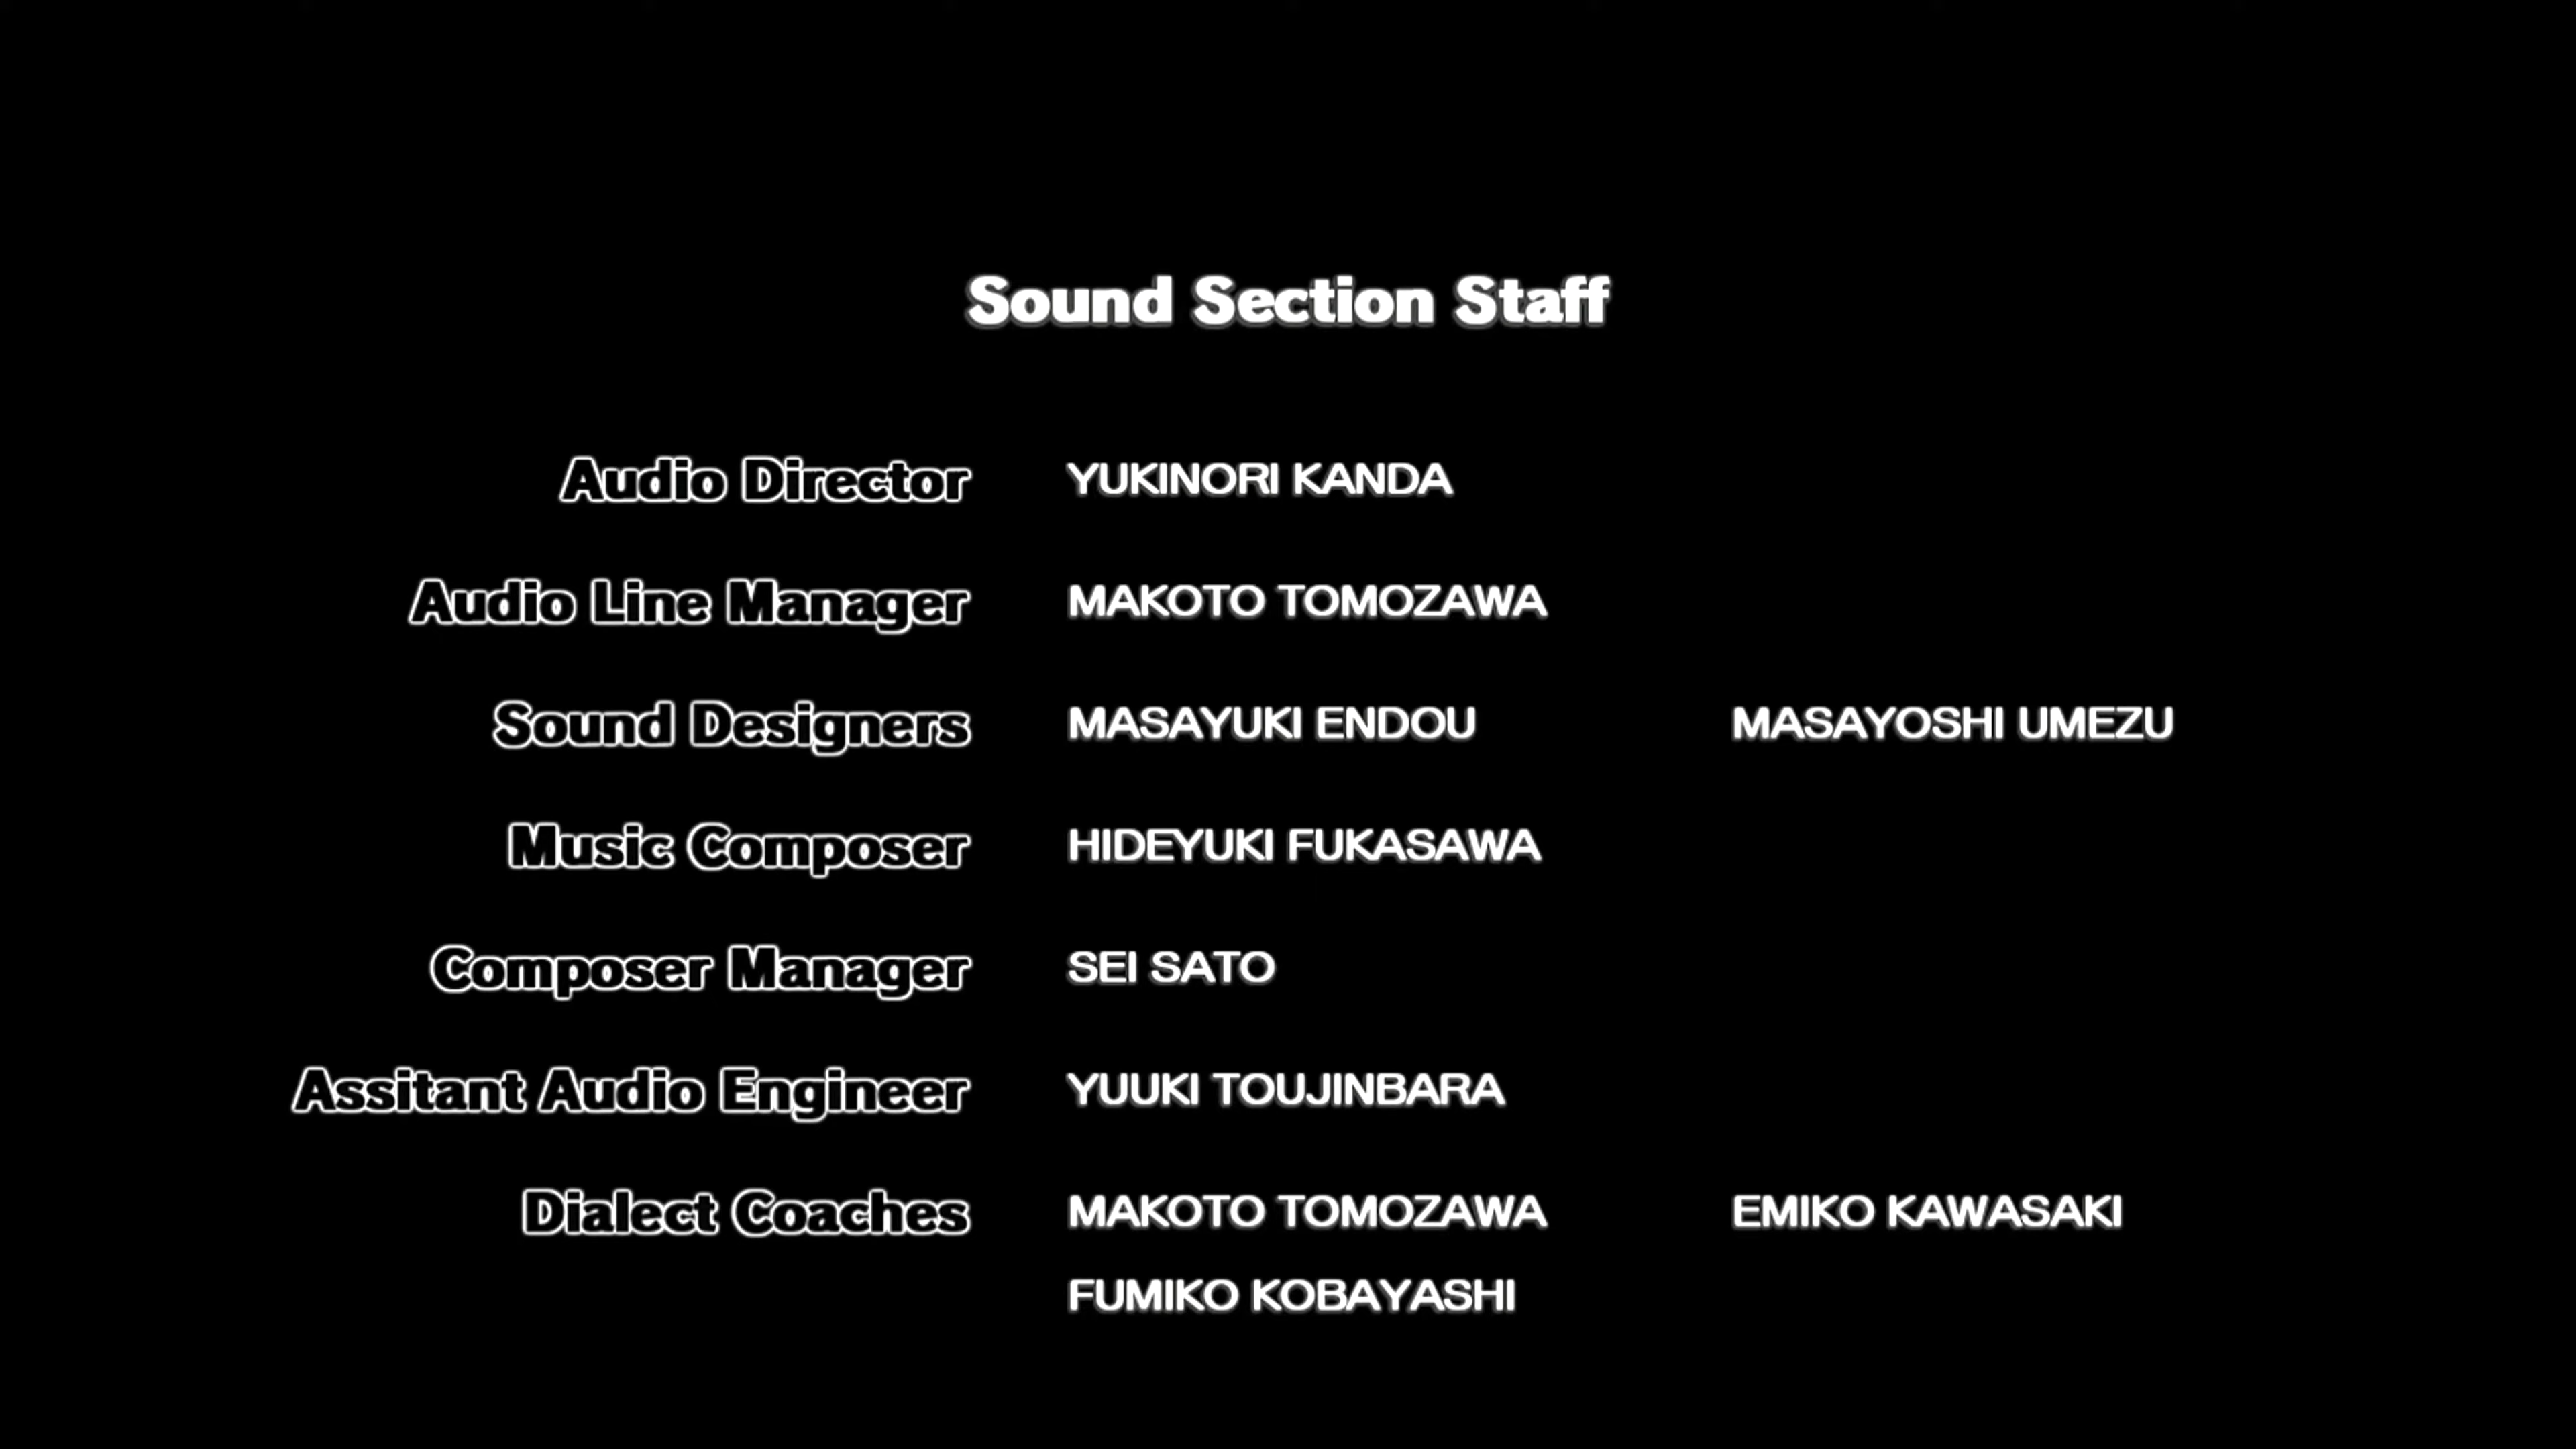 Sound Section Staff
Audio Director YUKINORI KANDA
Audio Line Manager MAKOTO TOMOZAWA
Sound Designers MASAYUKI ENDOU MASAYOSHI UMEZU
Music Composer HIDEYUKI FUKASAWA
Composer Manager SEI SATO
Assitant Audio Engineer YUUKI TOUJINBARA
Dialect Coaches MAKOTO TOMOZAWA EMIKO KAWASAKI
FUMIKO KOBAYASHI